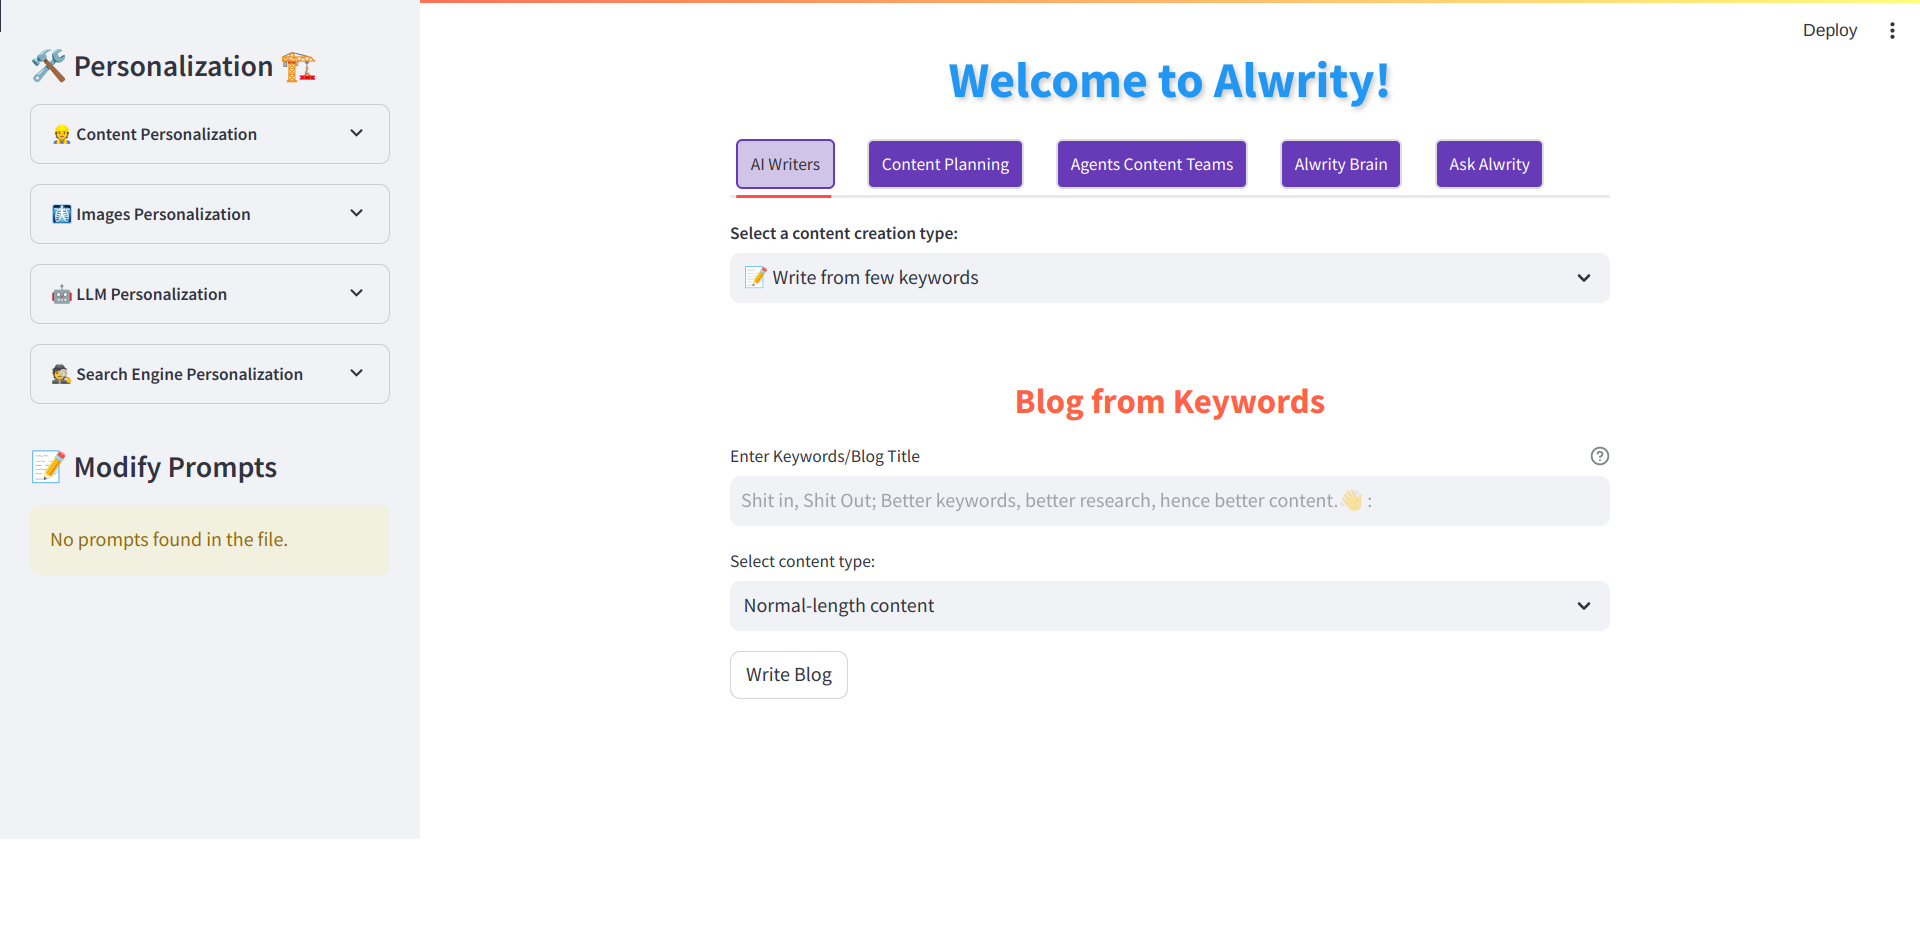 Deploy
🛠️ Personalization 🏗️
👷 Content Personalization
🩻 Images Personalization
🤖 LLM Personalization
🕵️ Search Engine Personalization
📝 Modify Prompts
No prompts found in the file.
Welcome to Alwrity!
AI Writers
Content Planning
Agents Content Teams
Alwrity Brain
Ask Alwrity
Select a content creation type:
📝 Write from few keywords
Blog from Keywords
Enter Keywords/Blog Title
Shit in, Shit Out; Better keywords, better research, hence better content.👋 :
Select content type:
Normal-length content
Write Blog